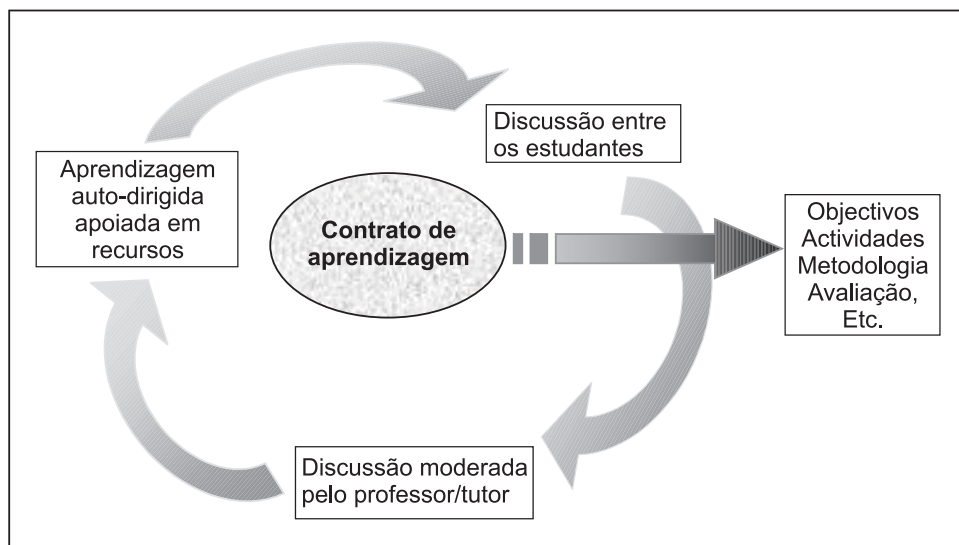 Discussão entre
os estudantes
Aprendizagem
auto-dirigida
apoiada em
recursos
Contrato de
aprendizagem
Objectivos
Actividades
Metodologia
Avaliação,
Etc.
Discussão moderada
pelo professor/tutor